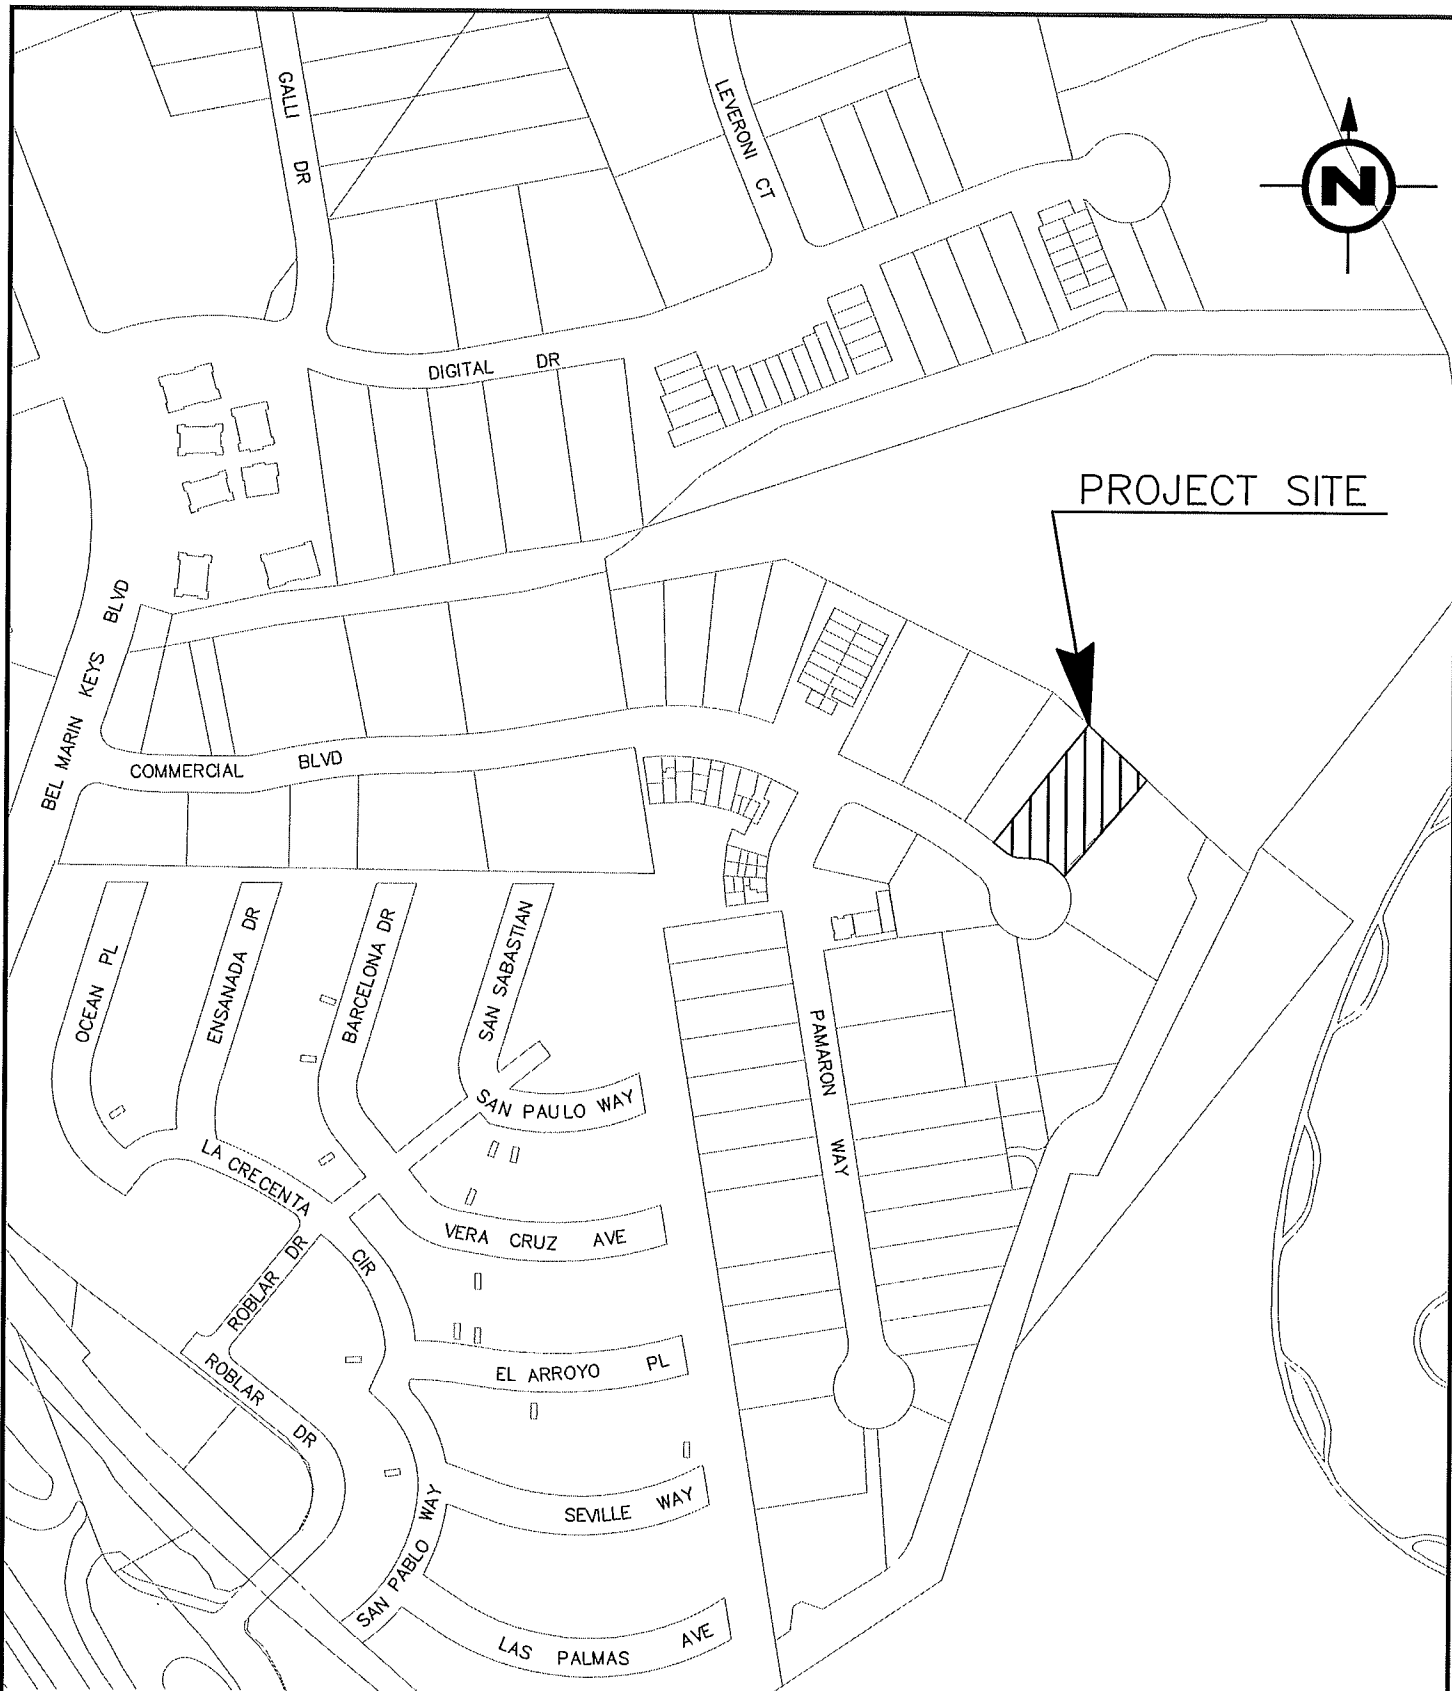 GALLI DR
LEVERONI CT
N
DIGITAL DR
PROJECT SITE
BEL MARIN KEYS BLVD
COMMERCIAL BLVD
OCEAN PL
ENSANADA DR
BARCELONA DR
SAN SABASTIAN
PAMARON WAY
SAN PAULO WAY
LA CRECENTA CIR
VERA CRUZ AVE
ROBLAR DR
ROBLAR DR
EL ARROYO PL
SEVILLE WAY
SAN PABLO WAY
LAS PALMAS AVE